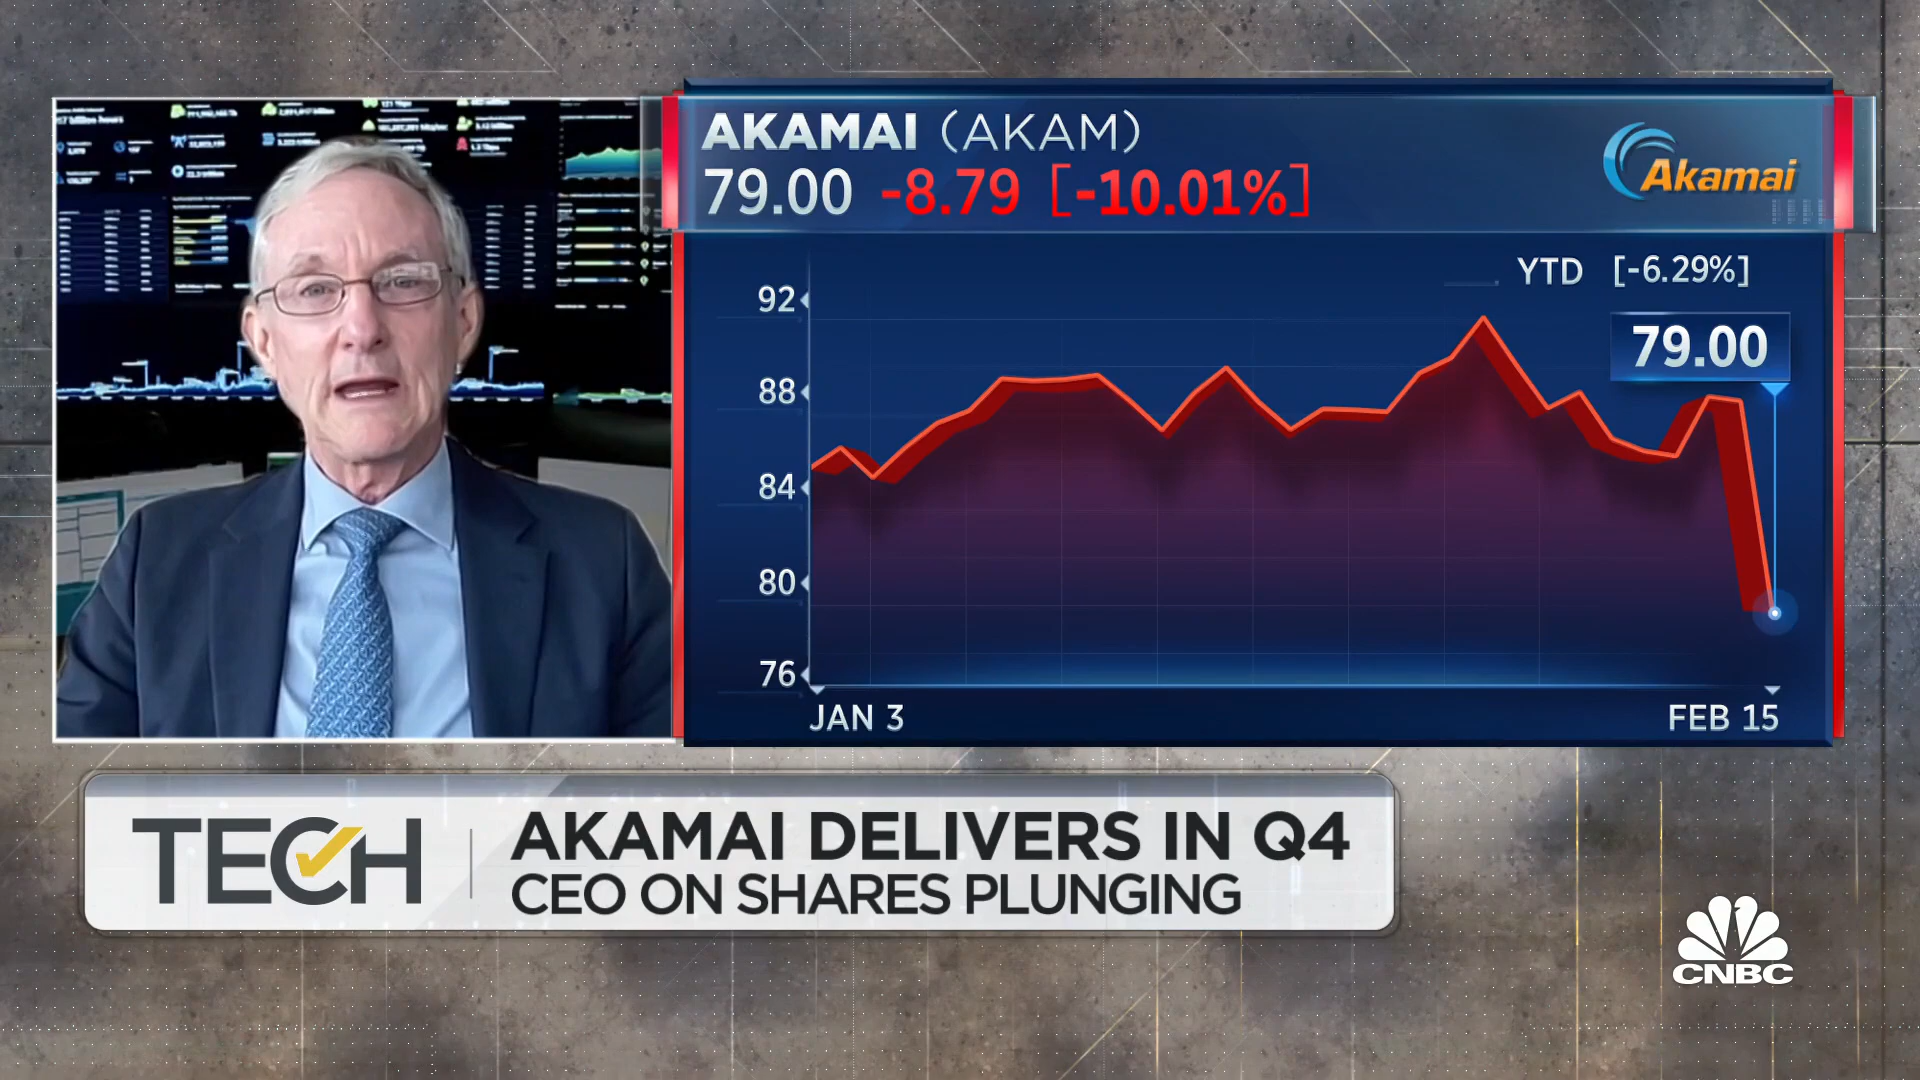 AKAMAI (AKAM)
79.00 -8.79 [-10.01%]
Akamai
YTD [-6.29%]
79.00
92
88
84
80
76
JAN 3
FEB 15
TECH
AKAMAI DELIVERS IN Q4
CEO ON SHARES PLUNGING
CNBC